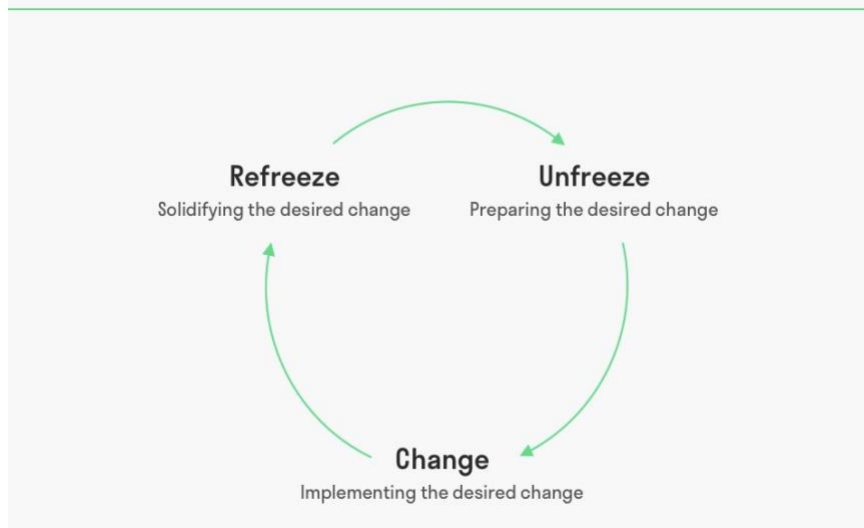 Refreeze
Solidifying the desired change
Unfreeze
Preparing the desired change
Change
Implementing the desired change